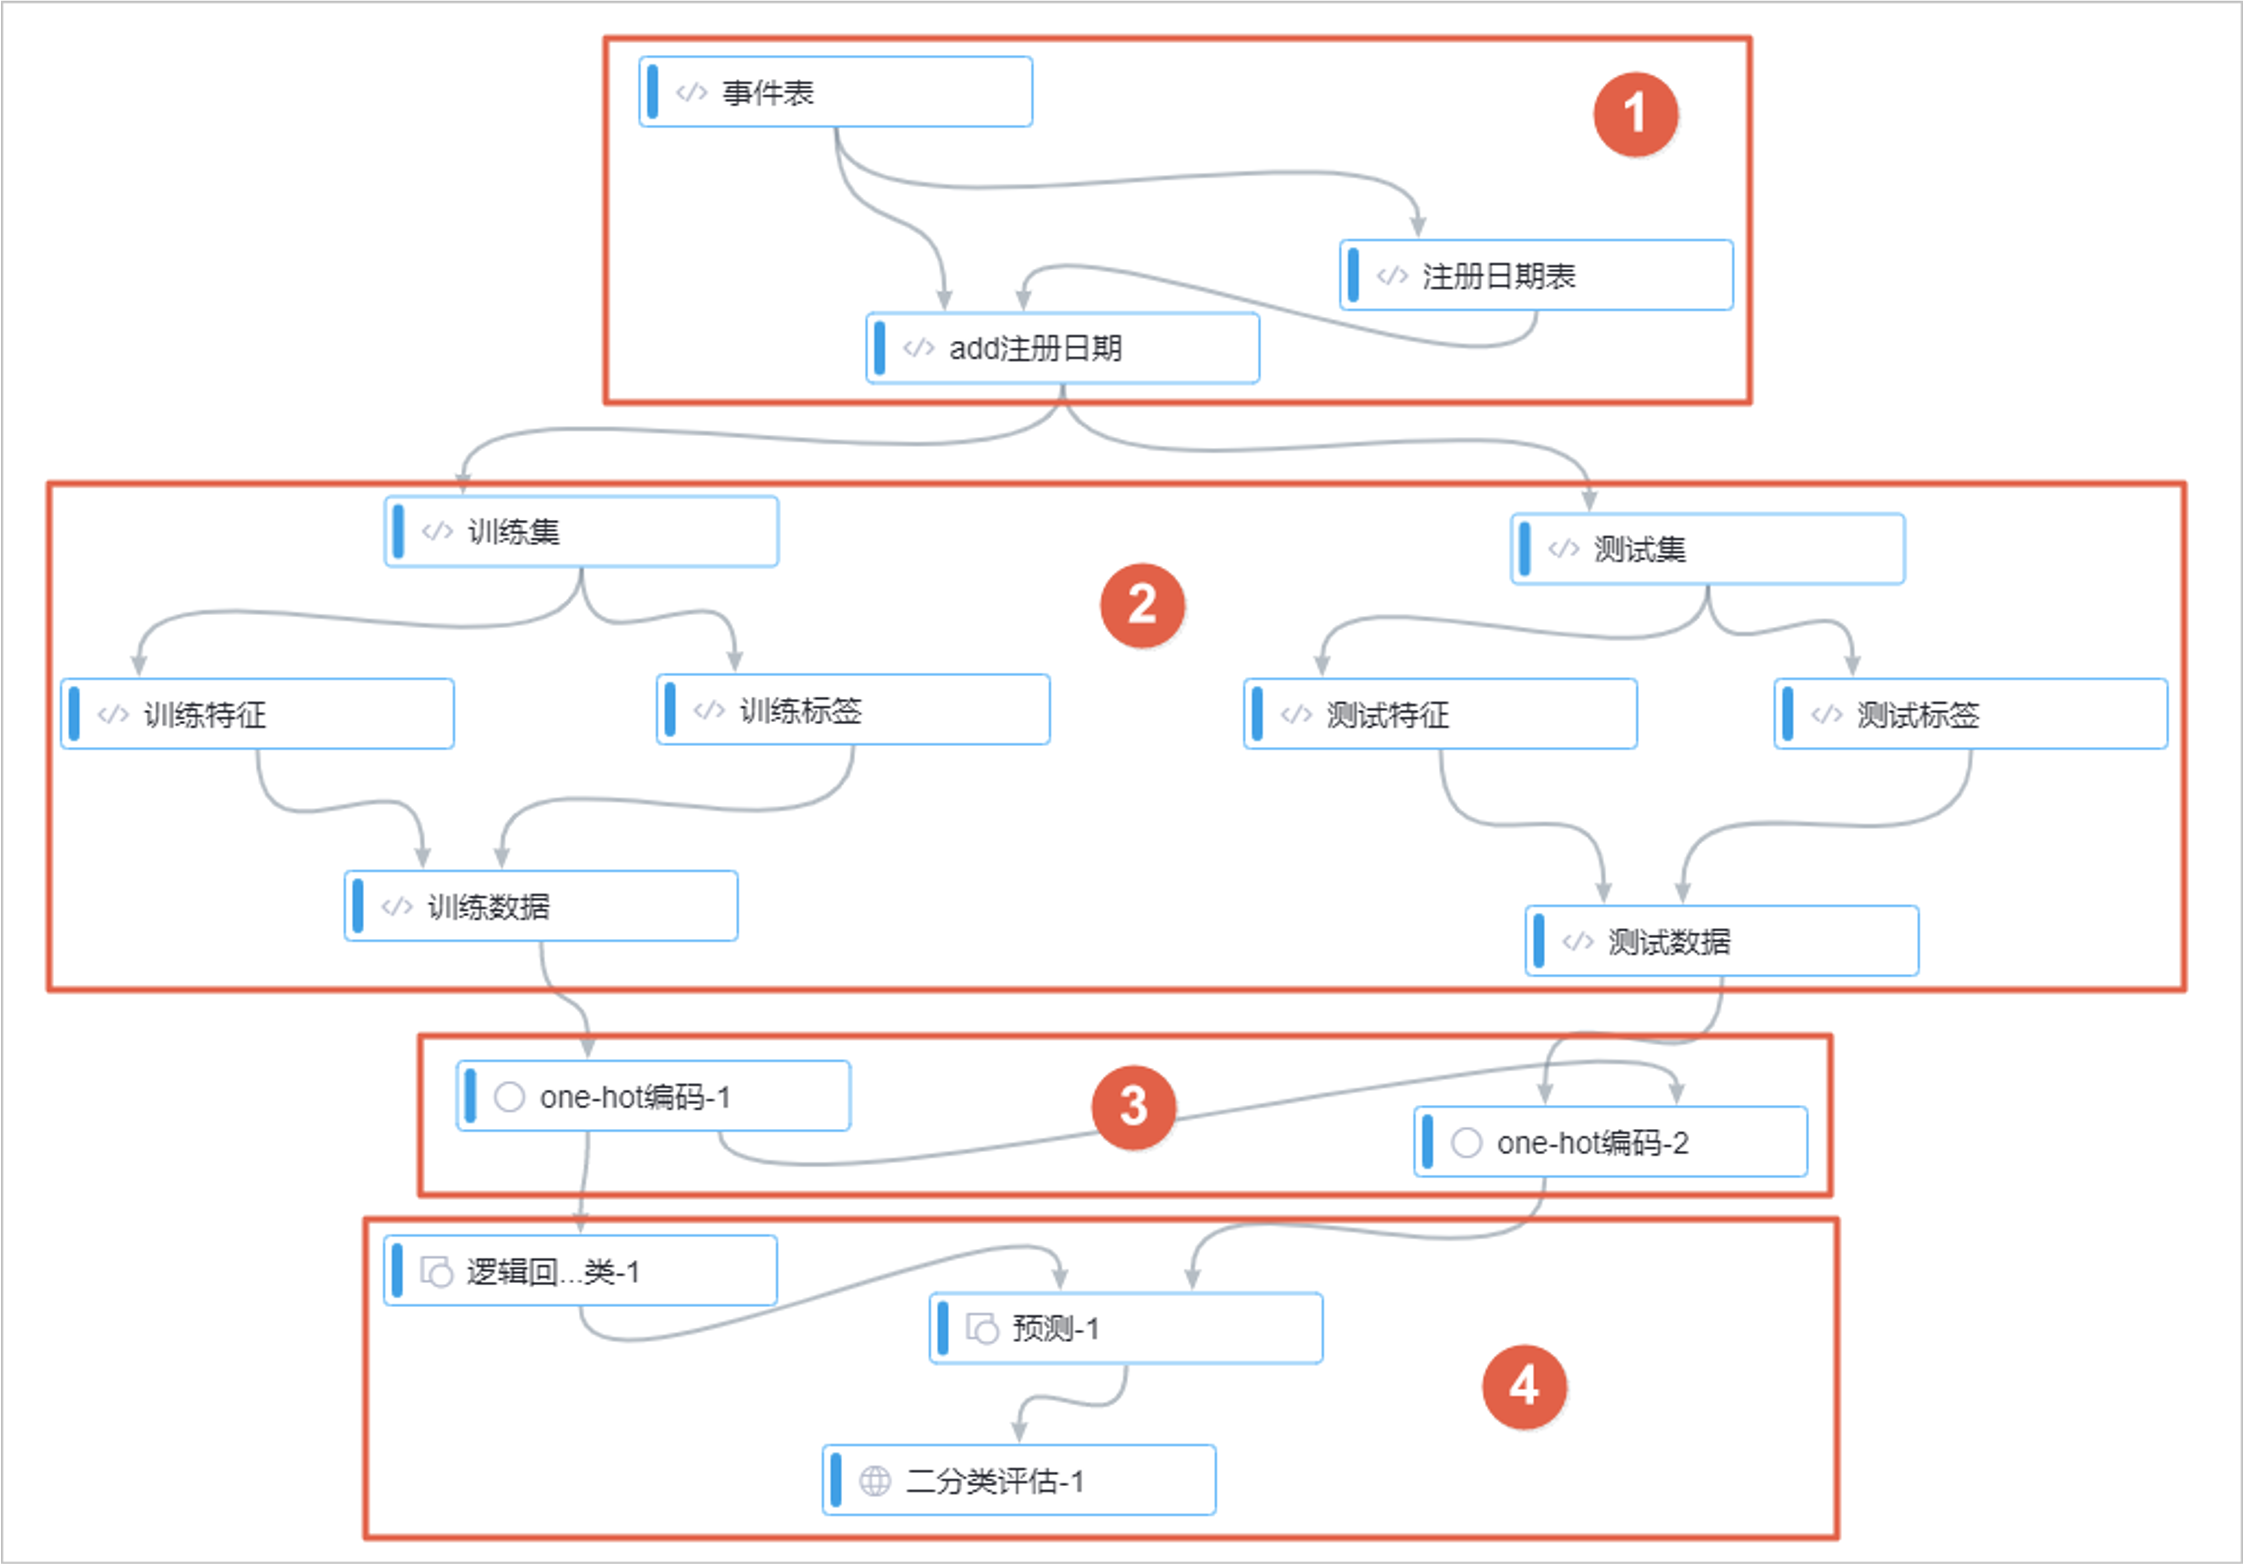 事件表
1
注册日期表
add注册日期
训练集
测试集
2
训练特征
训练标签
测试特征
测试标签
训练数据
测试数据
one-hot编码-1
3
one-hot编码-2
逻辑回...类-1
预测-1
4
二分类评估-1